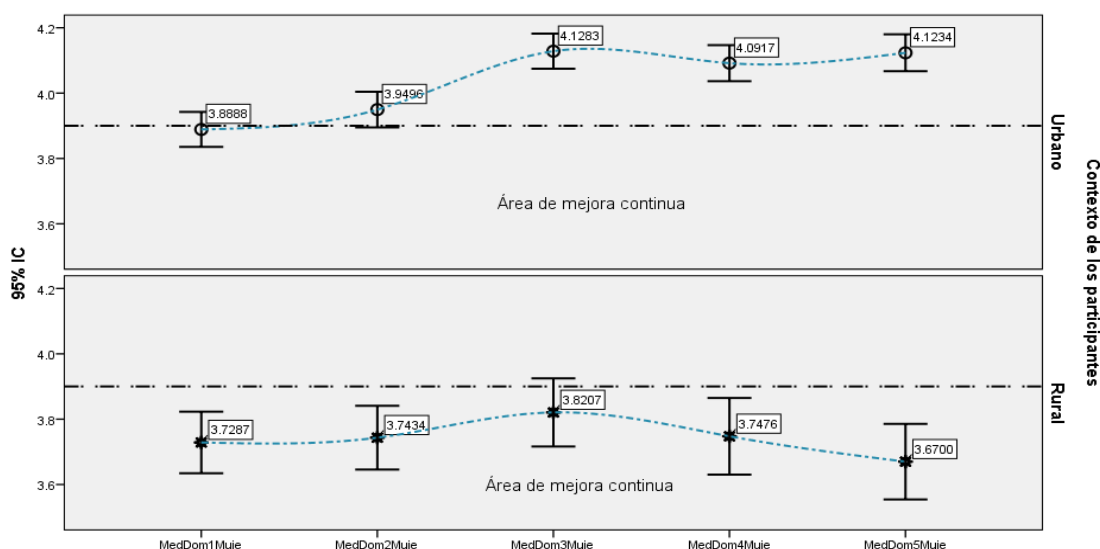 4.2
4.0
3.8
3.6
3.8888
3.9496
4.1283
4.0917
4.1234
Área de mejora continua
Urbano
4.2
4.0
3.8
3.6
3.7287
3.7434
3.8207
3.7476
3.6700
Área de mejora continua
Rural
95% IC
Contexto de los participantes
MedDom1Muie
MedDom2Muie
MedDom3Muie
MedDom4Muie
MedDom5Muie